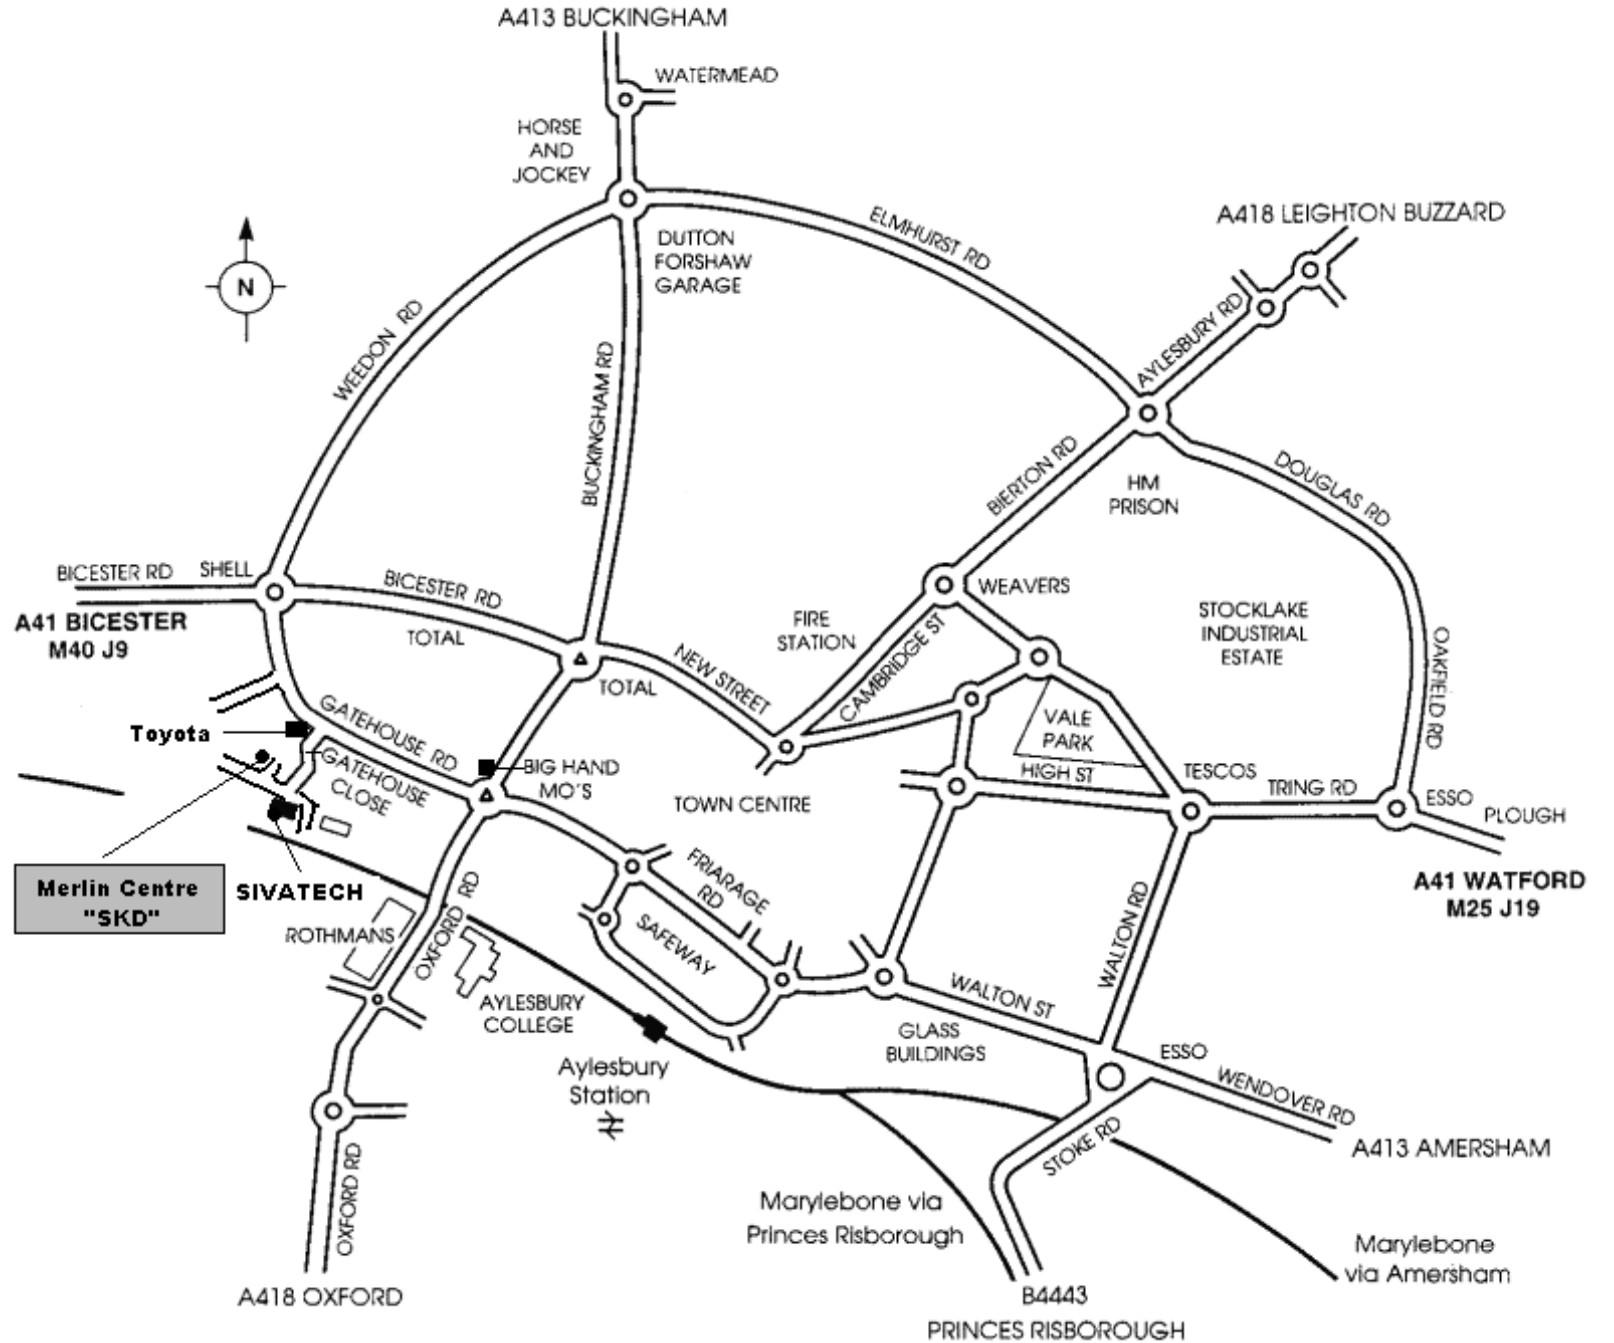 A413 BUCKINGHAM
WATERMEAD
HORSE
AND
JOCKEY
ELMHURST RD
A418 LEIGHTON BUZZARD
DUTTON
FORSHAW
GARAGE
N
WEEDON RD
BUCKINGHAM RD
AYLESBURY RD
BIERTON RD
HM
PRISON
DOUGLAS RD
BICESTER RD
SHELL
BICESTER RD
A41 BICESTER
M40 J9
TOTAL
TOTAL
NEW STREET
FIRE
STATION
CAMBRIDGE ST
WEAVERS
STOCKLAKE
INDUSTRIAL
ESTATE
OAKFIELD RD
Toyota
GATEHOUSE RD
GATEHOUSE
CLOSE
BIG HAND
MO'S
TOWN CENTRE
VALE
PARK
HIGH ST
TESCOS
TRING RD
ESSO
PLOUGH
A41 WATFORD
M25 J19
Merlin Centre
"SKD"
SIVATECH
ROTHMANS
OXFORD RD
FRIARAGE
RD
SAFEWAY
WALTON RD
AYLESBURY
COLLEGE
WALTON ST
GLASS
BUILDINGS
Aylesbury
Station
ESSO
WENDOVER RD
A413 AMERSHAM
STOKE RD
OXFORD RD
Marylebone via
Princes Risborough
Marylebone
via Amersham
A418 OXFORD
B4443
PRINCES RISBOROUGH